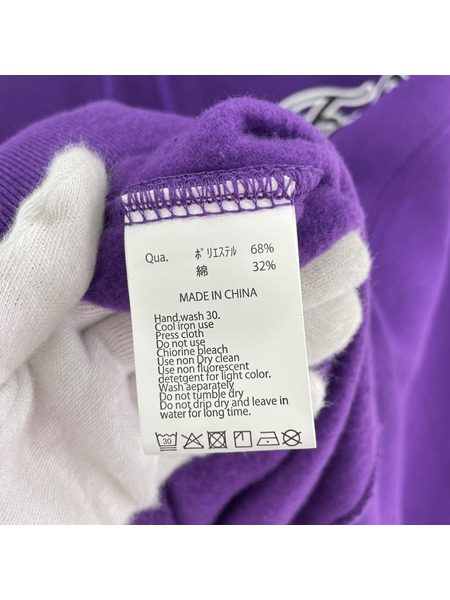 Qua. ポリエステル 68%
綿 32%
MADE IN CHINA
Hand wash 30.
Cool iron use
Press cloth
Do not use
Chlorine bleach
Use non Dry clean
Use non fluorescent
detetgent for light color.
Wash aeparately
Do not tumble dry
Do not drip dry and leave in
water for long time.
30